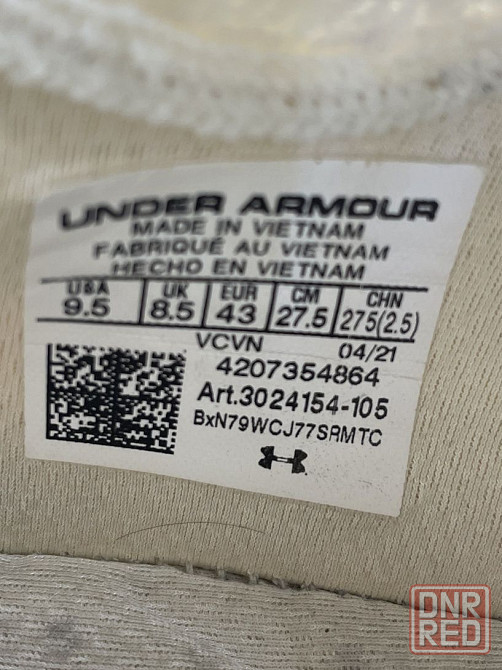 UNDER ARMOUR
MADE IN VIETNAM
FABRIQUÉ AU VIETNAM
HECHO EN VIETNAM
USA UK EUR CM CHN
9.5 8.5 43 27.5 275(2.5)
VCVN 04/21
4207354864
Art.3024154-105
BxN79WCJ77SRMTC
DNR
RED